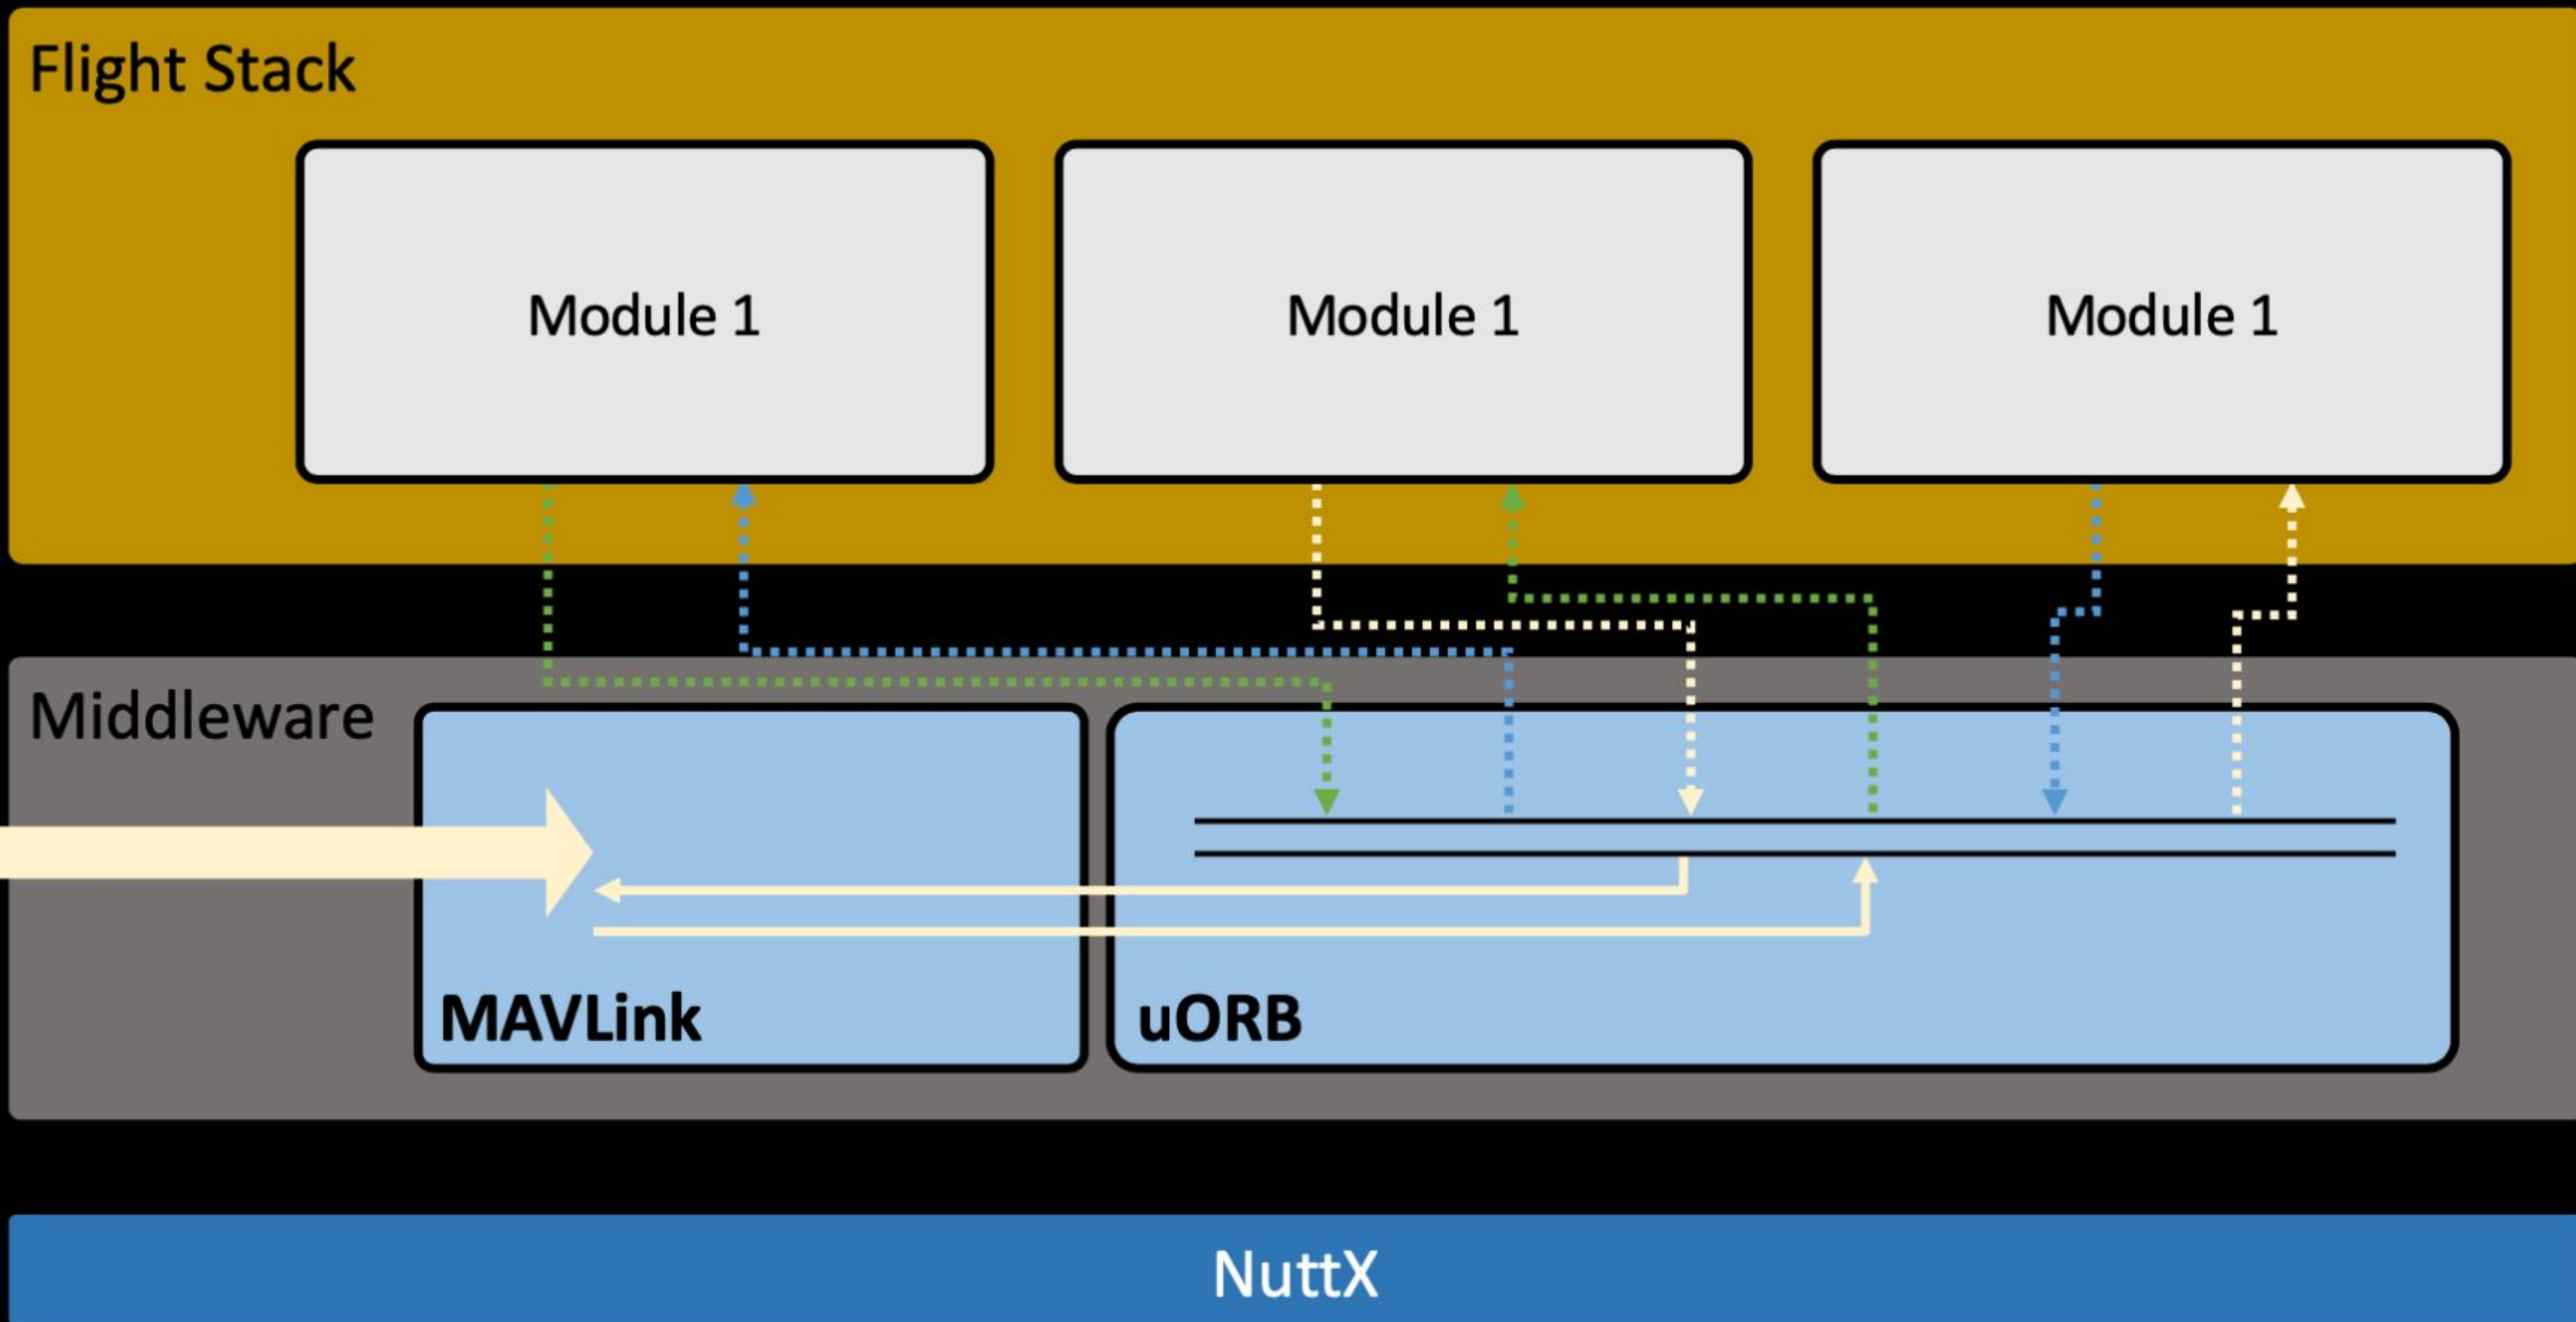 Flight Stack
Module 1
Module 1
Module 1
Middleware
MAVLink
uORB
NuttX